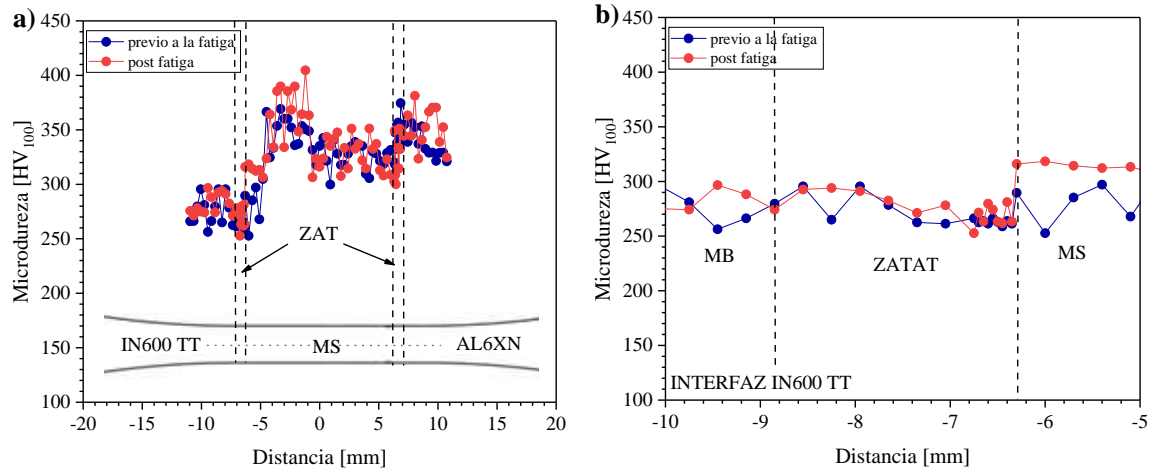 a)
450
400
350
300
250
200
150
100
Microdureza [HV100]
previo a la fatiga
post fatiga
ZAT
IN600 TT
MS
AL6XN
-20
-15
-10
-5
0
5
10
15
20
Distancia [mm]
b)
450
400
350
300
250
200
150
100
Microdureza [HV100]
previo a la fatiga
post fatiga
MB
ZATAT
MS
INTERFAZ IN600 TT
-10
-9
-8
-7
-6
-5
Distancia [mm]